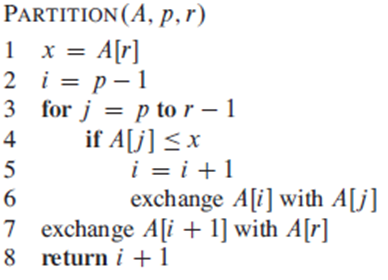 PARTITION(A, p, r)
1 x = A[r]
2 i = p − 1
3 for j = p to r − 1
4 if A[j] ≤ x
5 i = i + 1
6 exchange A[i] with A[j]
7 exchange A[i + 1] with A[r]
8 return i + 1